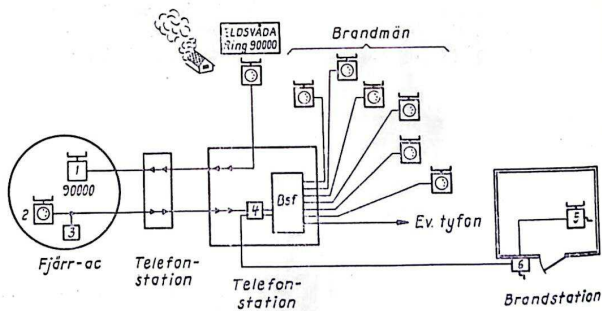 ELDSVÅDA
Ring 90000
Brandmän
1
90000
2
3
4
Bsf
5
6
Ev. tyfon
Fjärr-ac
Telefon-
station
Telefon-
station
Brandstation